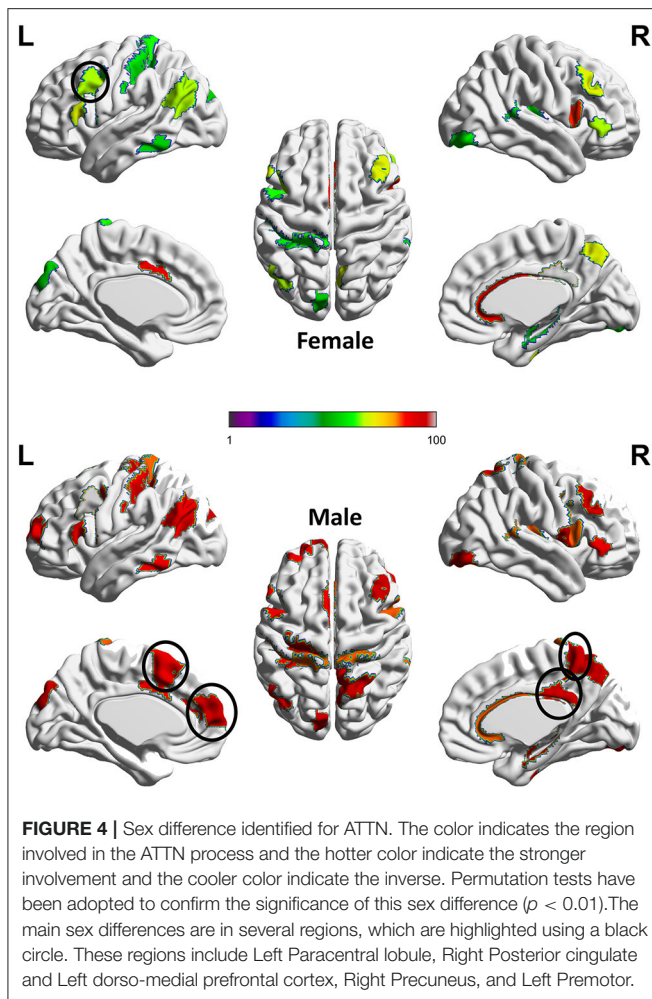 L
R
Female
1
100
L
R
Male
FIGURE 4 | Sex difference identified for ATTN. The color indicates the region
involved in the ATTN process and the hotter color indicate the stronger
involvement and the cooler color indicate the inverse. Permutation tests have
been adopted to confirm the significance of this sex difference (p < 0.01).The
main sex differences are in several regions, which are highlighted using a black
circle. These regions include Left Paracentral lobule, Right Posterior cingulate
and Left dorso-medial prefrontal cortex, Right Precuneus, and Left Premotor.